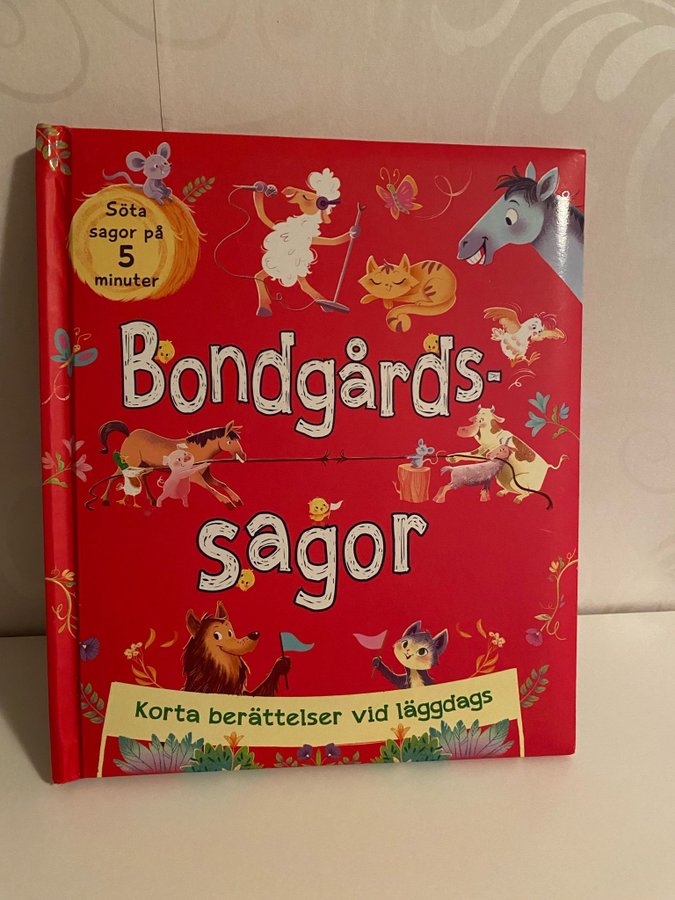 Söta
sagor på
5
minuter
Bondgårds-
sagor
Korta berättelser vid läggdags